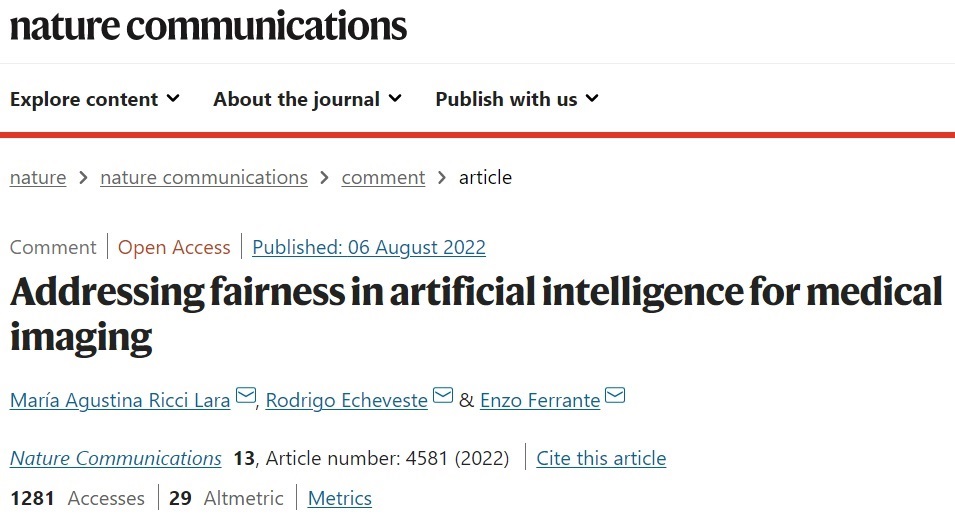 nature communications
Explore content About the journal Publish with us
nature > nature communications > comment > article
Comment | Open Access | Published: 06 August 2022
Addressing fairness in artificial intelligence for medical
imaging
María Agustina Ricci Lara, Rodrigo Echeveste & Enzo Ferrante
Nature Communications 13, Article number: 4581 (2022) | Cite this article
1281 Accesses | 29 Altmetric | Metrics